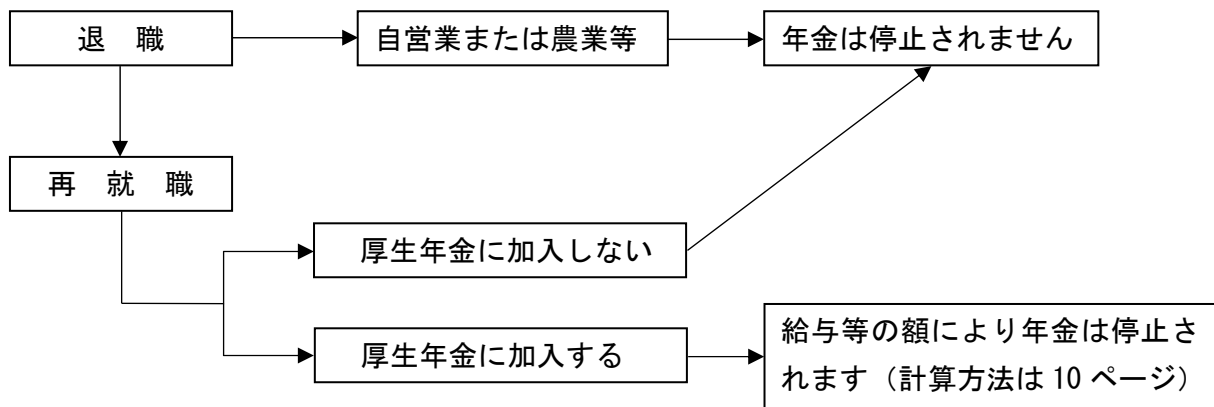 退　職
自営業または農業等
年金は停止されません
再　就　職
厚生年金に加入しない
厚生年金に加入する
給与等の額により年金は停止さ
れます（計算方法は 10 ページ）